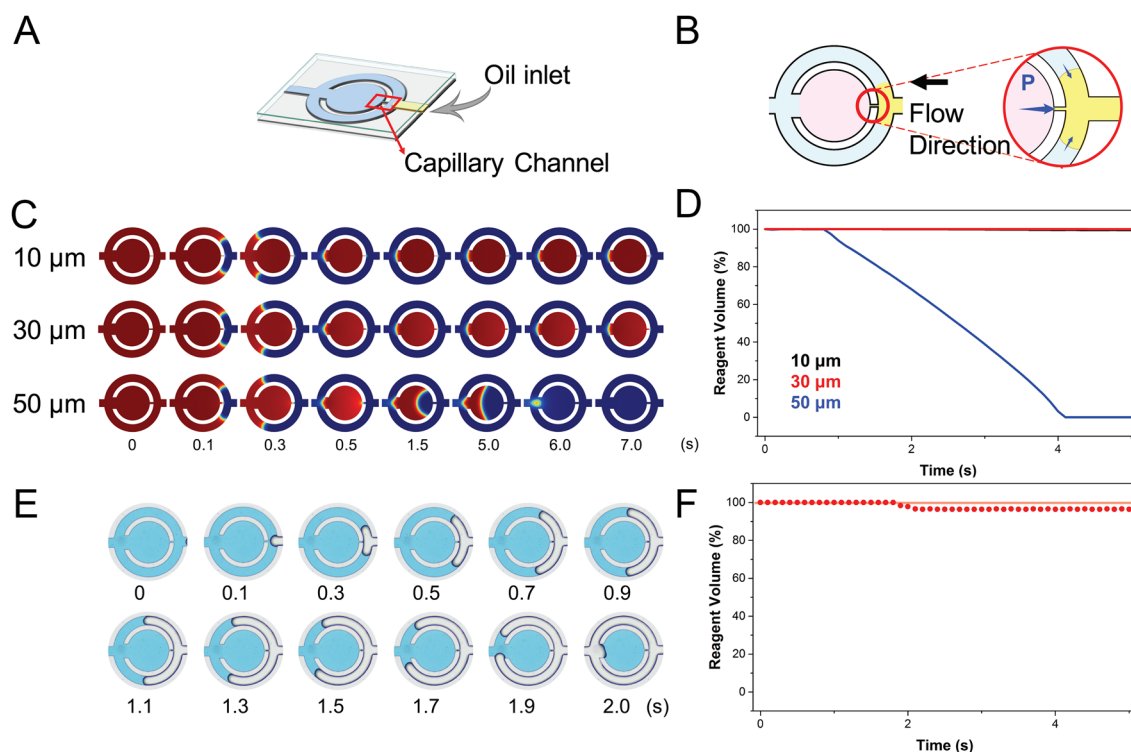 A
Oil inlet
Capillary Channel
B
P
Flow
Direction
C
10 µm
30 µm
50 µm
0 0.1 0.3 0.5 1.5 5.0 6.0 7.0 (s)
D
Reagent Volume (%)
100
80
60
40
20
0
10 µm
30 µm
50 µm
0 2 4
Time (s)
E
0 0.1 0.3 0.5 0.7 0.9
1.1 1.3 1.5 1.7 1.9 2.0 (s)
F
Reagent Volume (%)
100
80
60
40
20
0
0 2 4
Time (s)